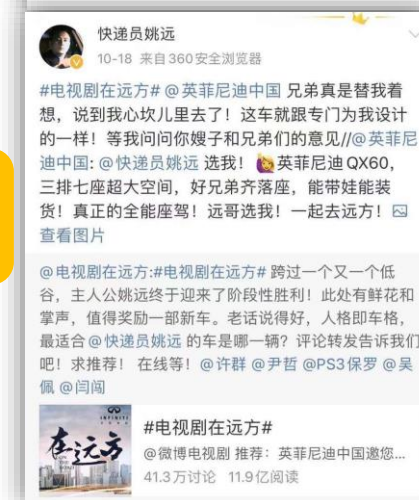 快递员姚远
10-18 来自360安全浏览器
#电视剧在远方# @英菲尼迪中国 兄弟真是替我着
想，说到我心坎儿里去了！这车就跟专门为我设计
的一样！等我问问你嫂子和兄弟们的意见//@英菲尼
迪中国: @快递员姚远 选我！🙋英菲尼迪QX60，
三排七座超大空间，好兄弟齐落座，能带娃能装
货！真正的全能座驾！远哥选我！一起去远方！
查看图片
@电视剧在远方:#电视剧在远方# 跨过一个又一个低
谷，主人公姚远终于迎来了阶段性胜利！此处有鲜花和
掌声，值得奖励一部新车。老话说得好，人格即车格，
最适合@快递员姚远 的车是哪一辆？评论转发告诉我们
吧！求推荐！ 在线等！@许群 @尹哲 @PS3保罗 @吴
佩 @闫闯
INFINITI
在远方
#电视剧在远方#
@微博电视剧 推荐：英菲尼迪中国邀您...
41.3万讨论 11.9亿阅读